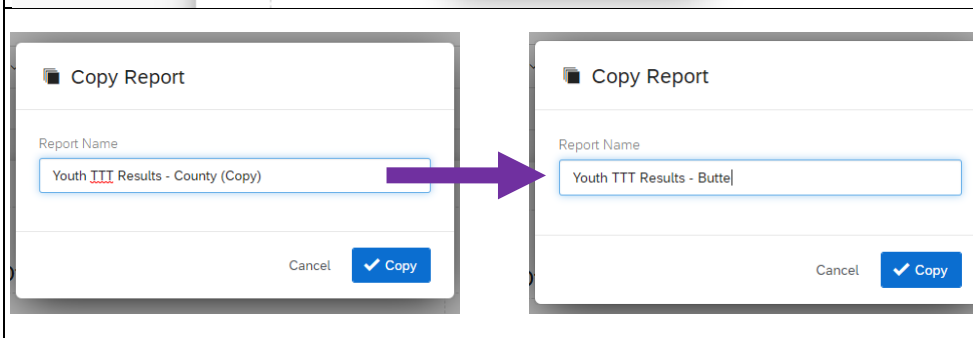 Copy Report
Report Name
Youth TTT Results - County (Copy)
Cancel
Copy
Copy Report
Report Name
Youth TTT Results - Butte
Cancel
Copy